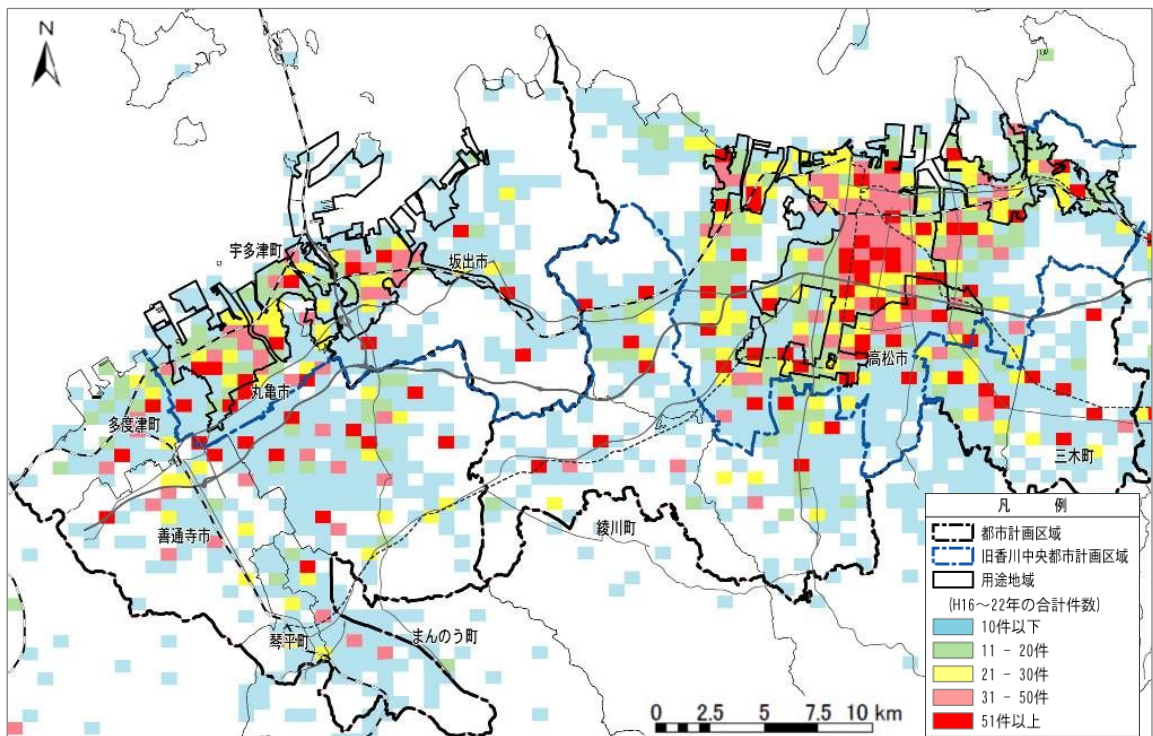 N
宇多津町
坂出市
丸亀市
高松市
多度津町
三木町
善通寺市
綾川町
琴平町
まんのう町
凡 例
都市計画区域
旧香川中央都市計画区域
用途地域
(H16～22年の合計件数)
10件以下
11 - 20件
21 - 30件
31 - 50件
51件以上
0 2.5 5 7.5 10 km